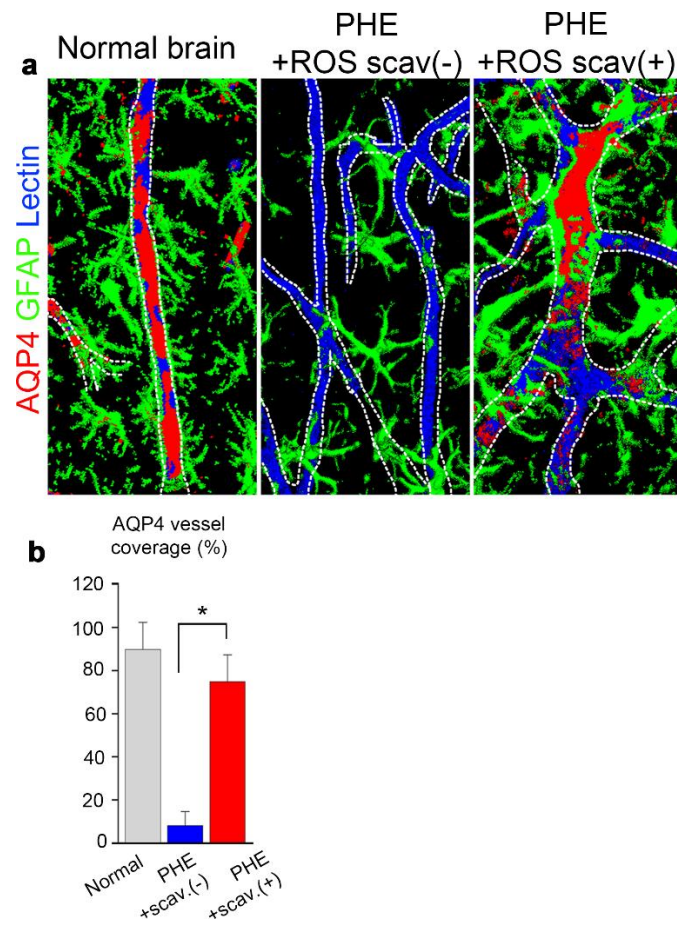 Normal brain
PHE
+ROS scav(-)
PHE
+ROS scav(+)
a
AQP4 GFAP Lectin
b
AQP4 vessel
coverage (%)
120
100
80
60
40
20
0
*
Normal
PHE
+scav.(-)
PHE
+scav.(+)